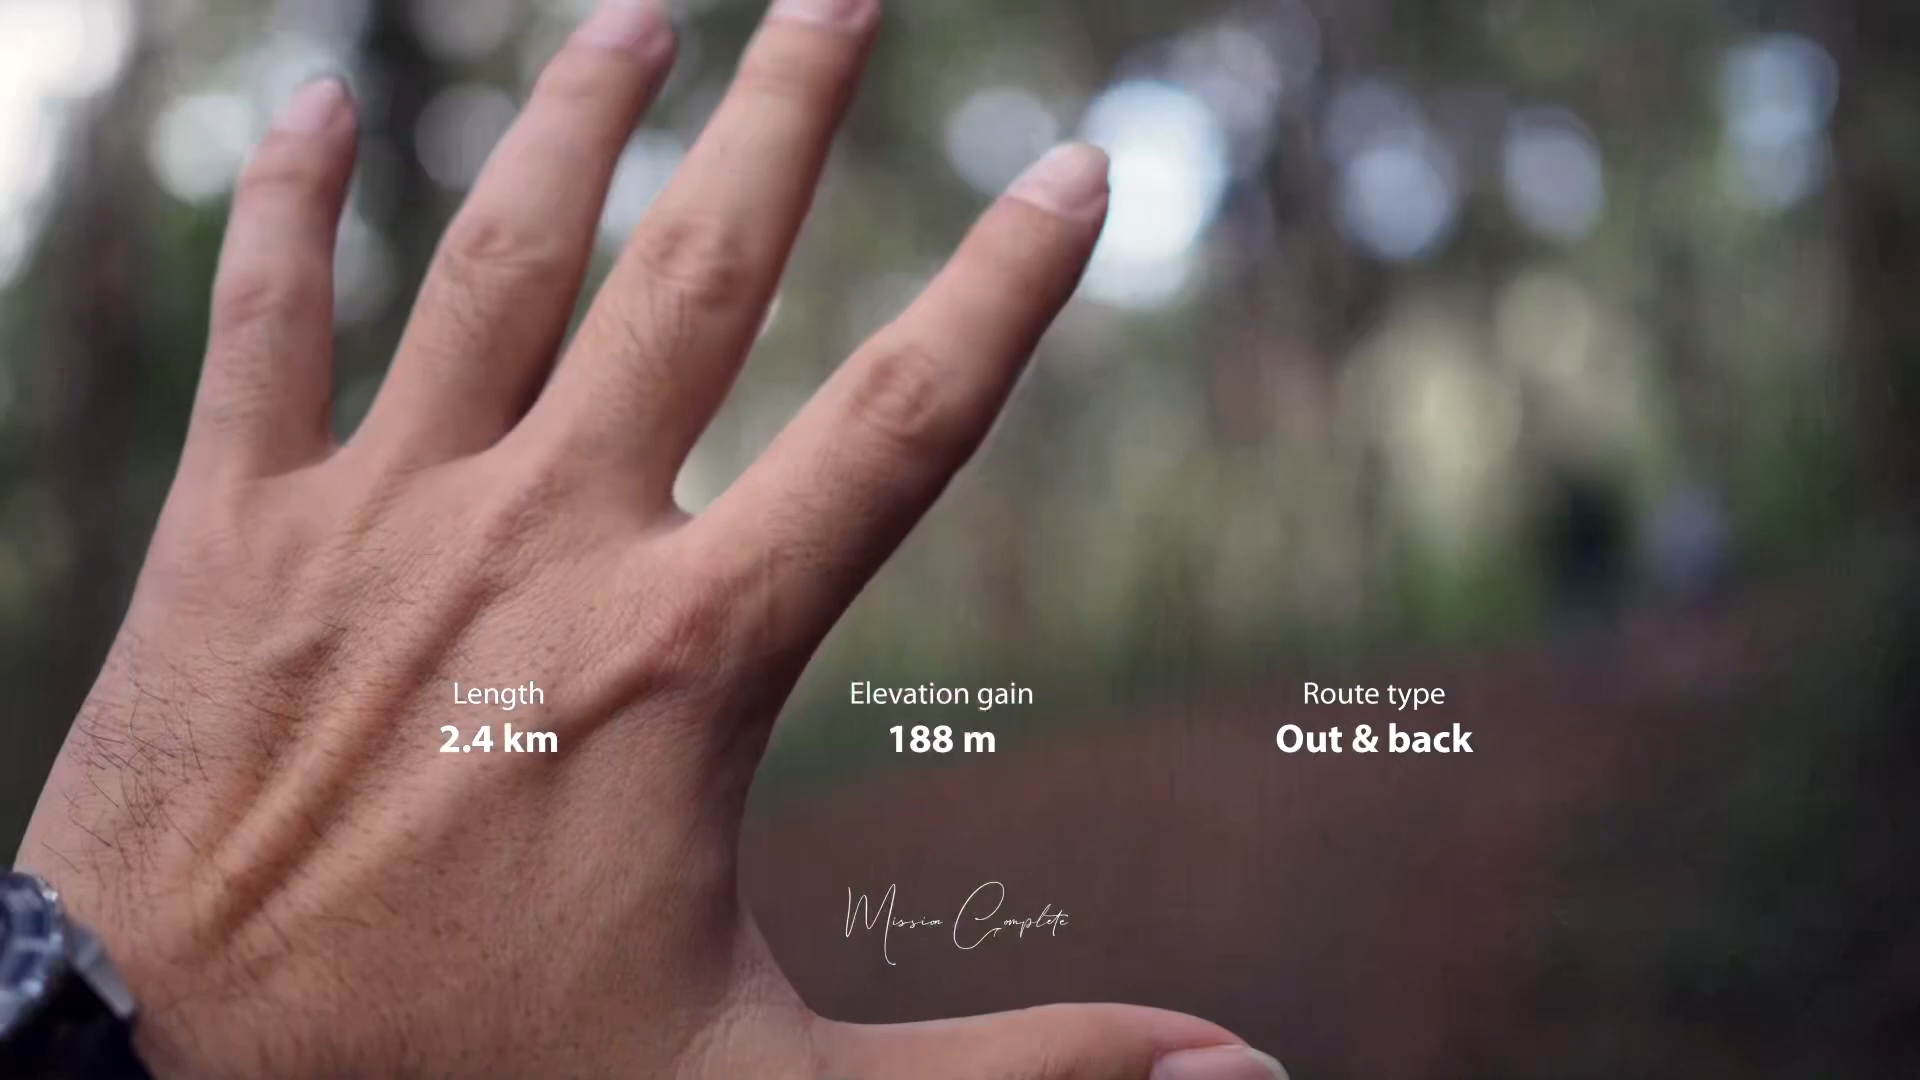 Length
2.4 km
Elevation gain
188 m
Route type
Out & back
Mission Complete